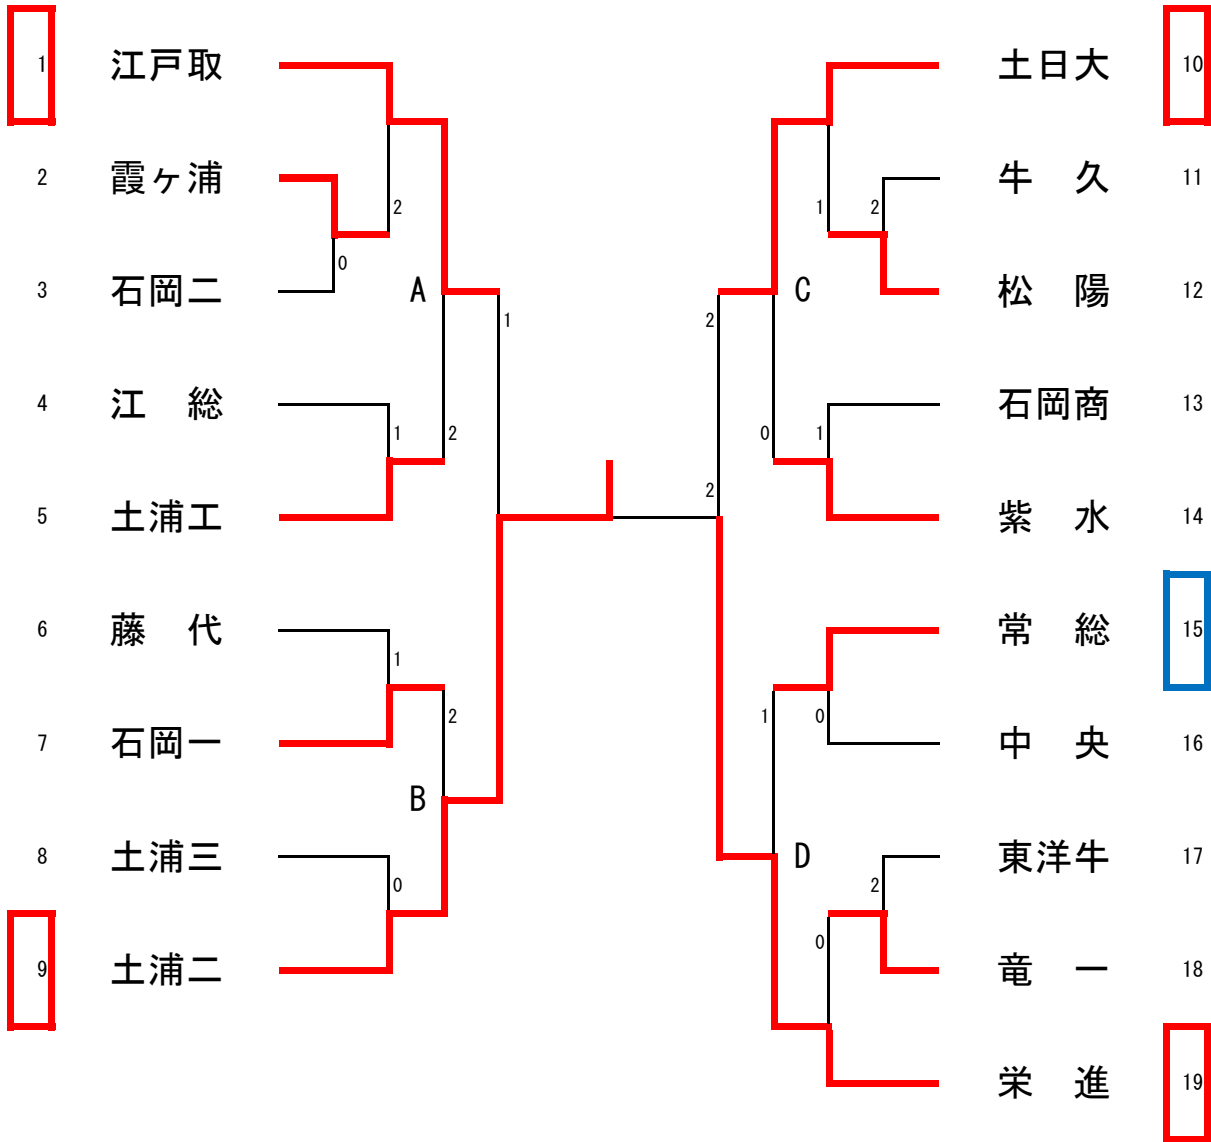 1 江戸取 土日大 10
2 霞ヶ浦 牛　久 11
2 1 2
0
3 石岡二 A C 松　陽 12
1 2
4 江　総 石岡商 13
1 2 0 1
2
5 土浦工 紫　水 14
6 藤　代 常　総 15
1
2 1 0
7 石岡一 中　央 16
B
8 土浦三 D 東洋牛 17
0 2
0
9 土浦二 竜　一 18
栄　進 19